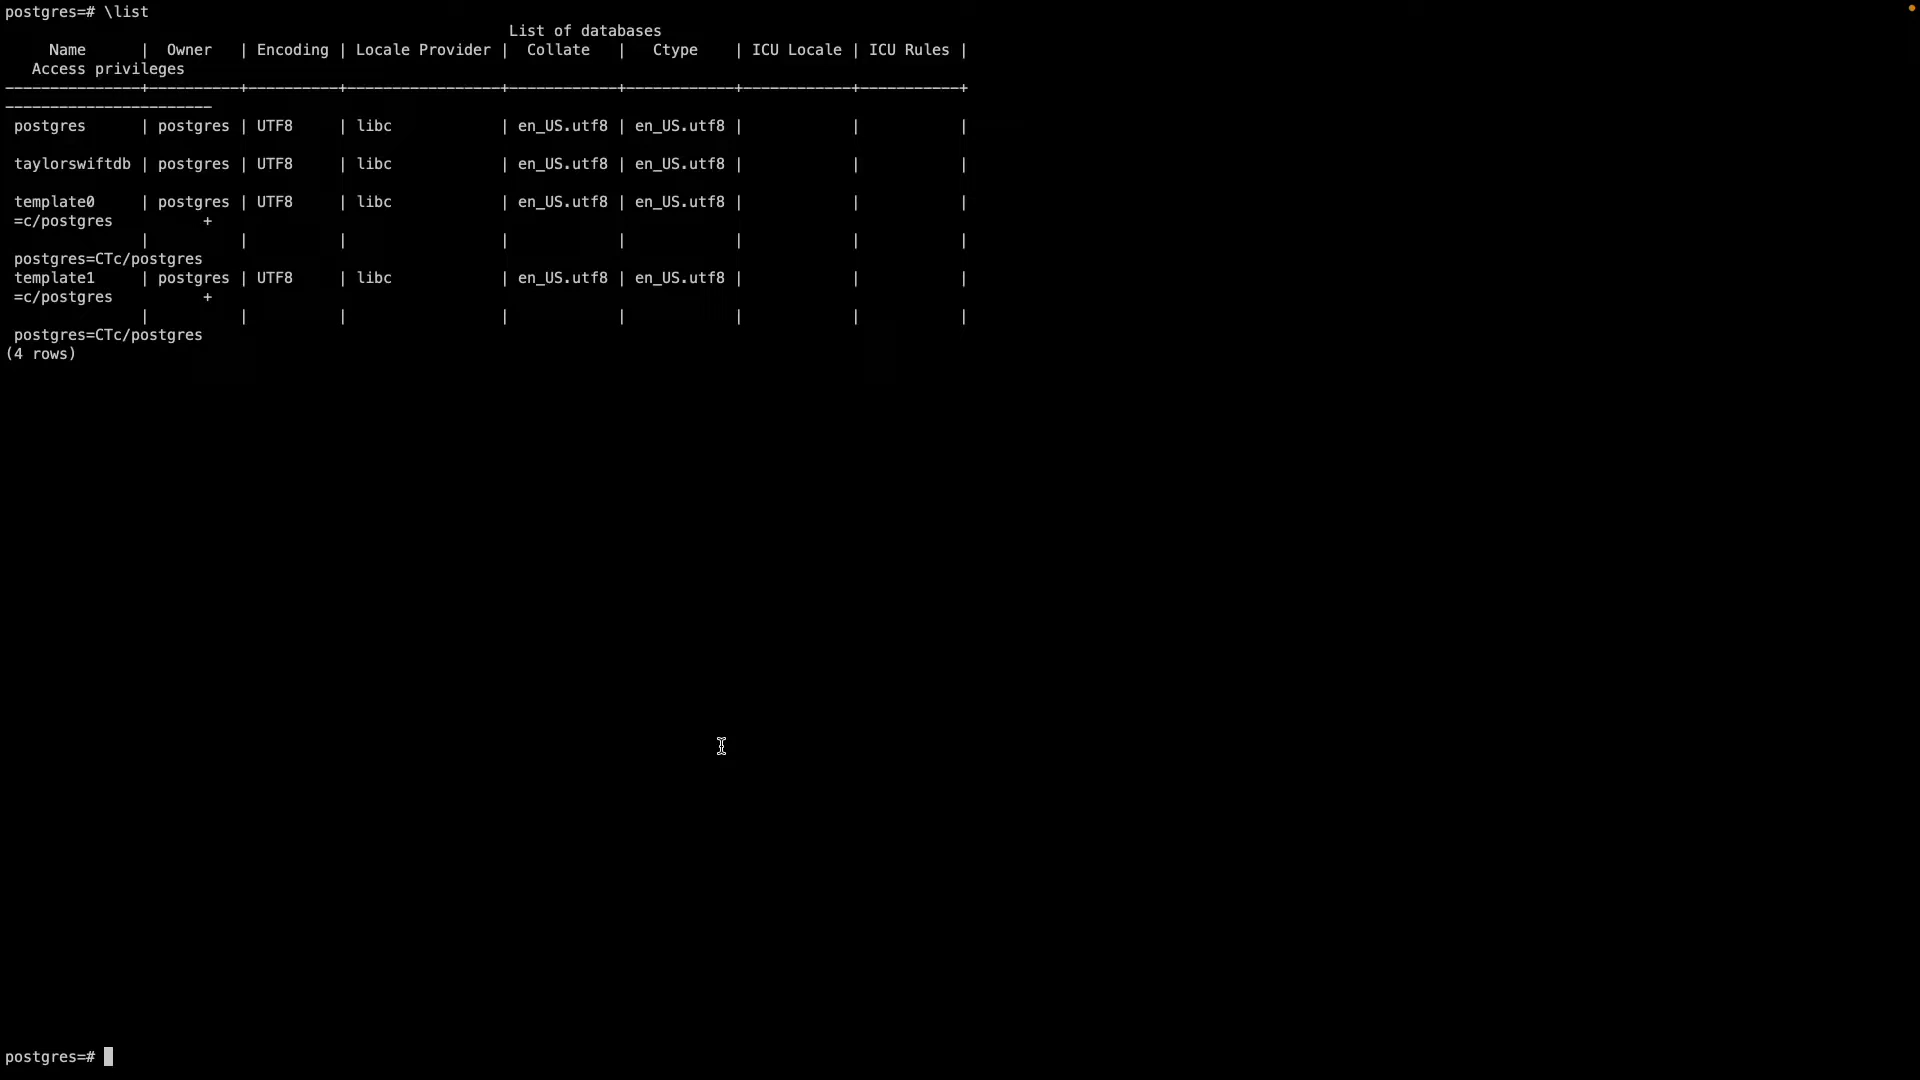 postgres=# \list
List of databases
Name | Owner | Encoding | Locale Provider | Collate | Ctype | ICU Locale | ICU Rules |
Access privileges
---------------+----------+----------+-----------------+------------+------------+------------+-----------+
-----------------------
postgres | postgres | UTF8 | libc | en_US.utf8 | en_US.utf8 | | |
taylorswiftdb | postgres | UTF8 | libc | en_US.utf8 | en_US.utf8 | | |
template0 | postgres | UTF8 | libc | en_US.utf8 | en_US.utf8 | | |
=c/postgres +
| | | | | | | |
postgres=CTc/postgres
template1 | postgres | UTF8 | libc | en_US.utf8 | en_US.utf8 | | |
=c/postgres +
| | | | | | | |
postgres=CTc/postgres
(4 rows)
postgres=#